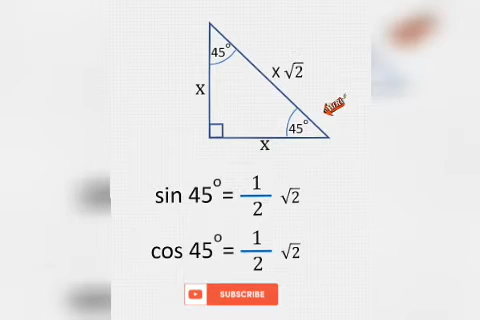 45°
x √2
x
45°
x
sin 45° = 1/2 √2
cos 45° = 1/2 √2
SUBSCRIBE